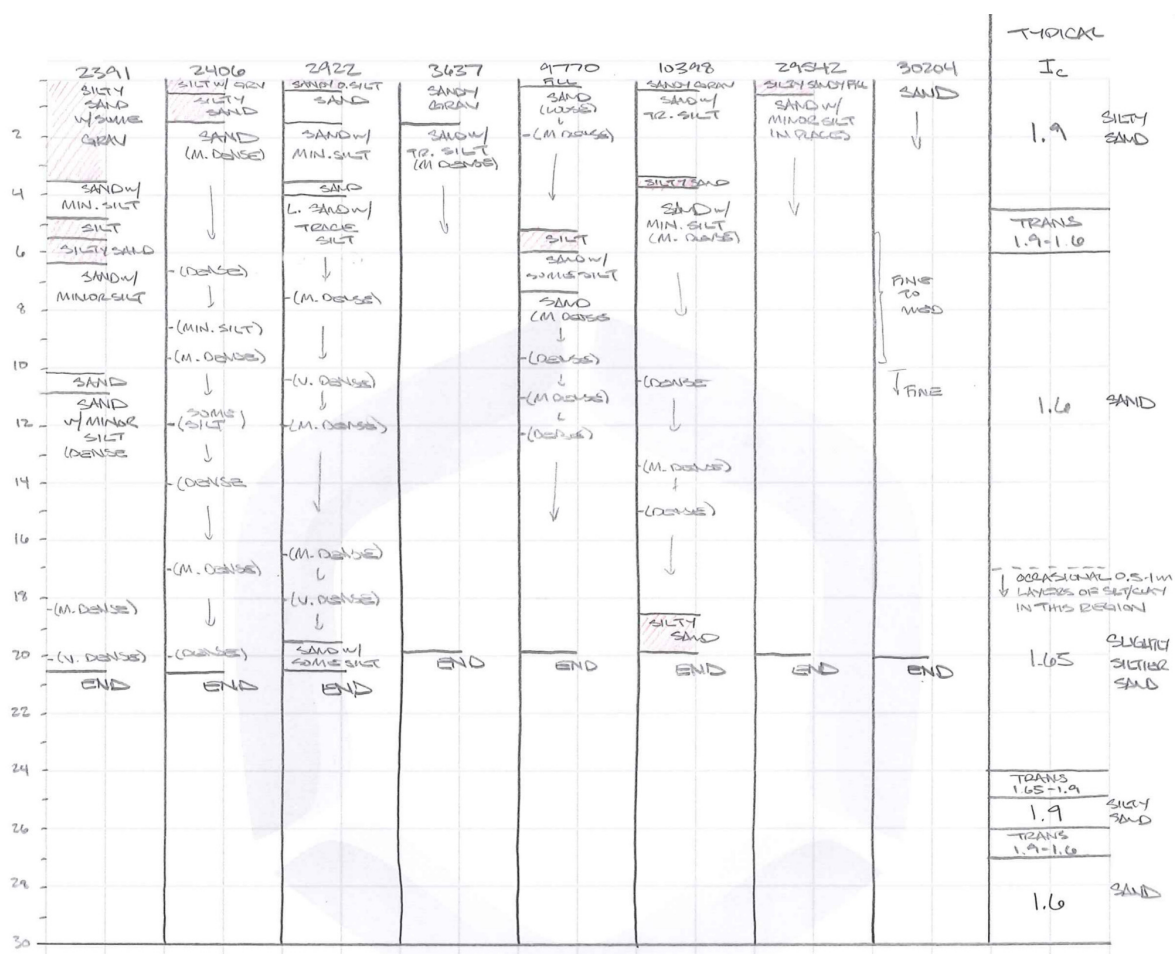 TYPICAL
2391
2406
2922
3637
9770
10398
29542
30204
Ic
SILTY
SAND
W/ SOME
GRAV
SAND W/
MIN. SILT
SILT
SILTY SAND
SAND W/
MINOR SILT
SAND
SAND
W/ MINOR
SILT
(DENSE
-(M. DENSE)
-(V. DENSE)
END
SILT W/ GRV
SILTY
SAND
SAND
(M. DENSE)
-(DENSE)
-(MIN. SILT)
-(M. DENSE)
(SOME
SILT)
-(DENSE
-(M. DENSE)
-(DENSE)
END
SANDY O. SILT
SAND
SAND W/
MIN. SILT
SAND
L. SAND W/
TRACE
SILT
-(M. DENSE)
-(V. DENSE)
-(M. DENSE)
-(M. DENSE)
-(V. DENSE)
SAND W/
SOME SILT
END
SANDY
GRAV
SAND W/
TR. SILT
(M DENSE)
END
FILL
SAND
(LOOSE)
-(M DENSE)
SILT
SAND W/
SOME SILT
SAND
(M DENSE
-(DENSE)
-(M DENSE)
-(DENSE)
END
SANDY GRAV
SAND W/
TR. SILT
SILTY SAND
SAND W/
MIN. SILT
(M. DENSE)
-(DENSE
-(M. DENSE)
-(DENSE)
SILTY
SAND
END
SILTY SANDY FILL
SAND W/
MINOR SILT
IN PLACES)
END
SAND
FINE
TO
MED
FINE
END
1.9
SILTY
SAND
TRANS
1.9-1.6
1.6
SAND
OCCASIONAL 0.5-1m
LAYERS OF SILT/CLAY
IN THIS REGION
1.65
SLIGHTLY
SILTIER
SAND
TRANS
1.65-1.9
1.9
SILTY
SAND
TRANS
1.9-1.6
1.6
SAND
2
4
6
8
10
12
14
16
18
20
22
24
26
28
30